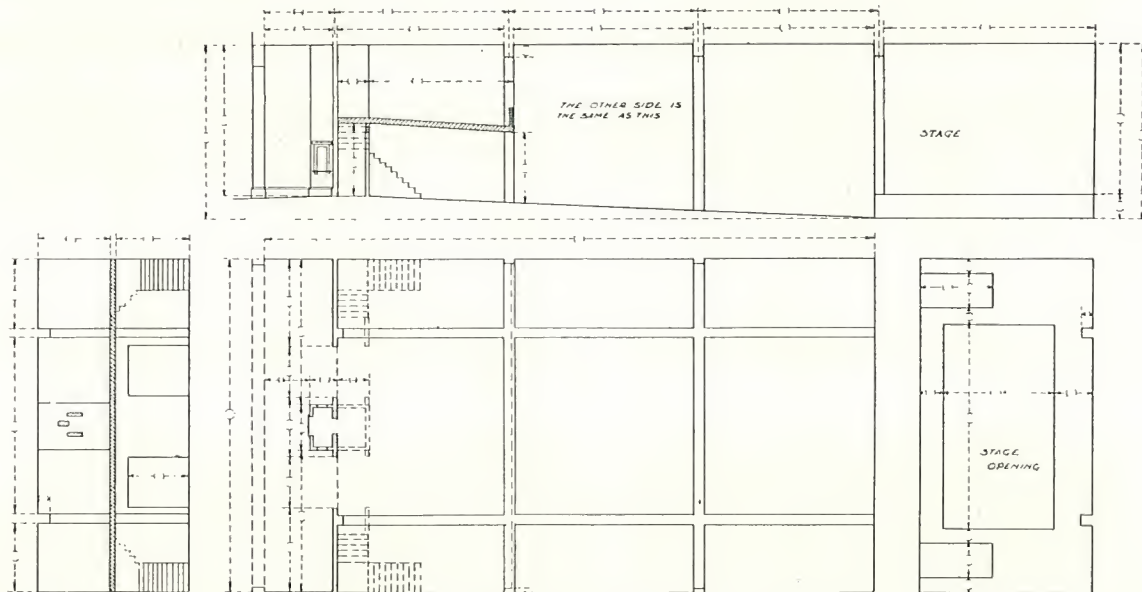 THE OTHER SIDE IS
THE SAME AS THIS
STAGE
STAGE
OPENING